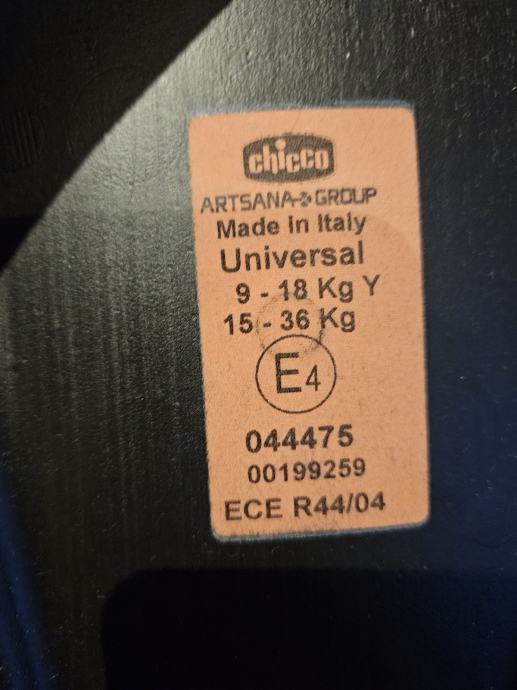 chicco
ARTSANA GROUP
Made in Italy
Universal
9 - 18 Kg Y
15 - 36 Kg
E4
044475
00199259
ECE R44/04